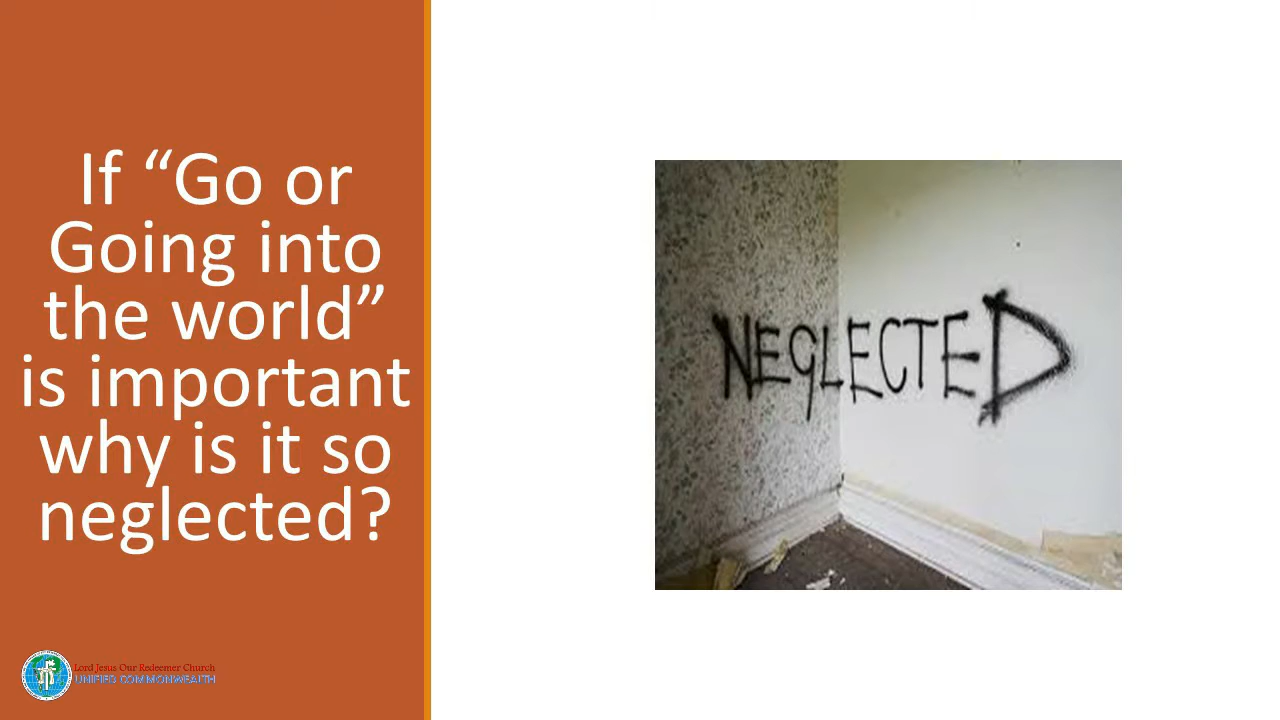 If “Go or
Going into
the world”
is important
why is it so
neglected?
NEGLECTED
Lord Jesus Our Redeemer Church
UNIFIED COMMONWEALTH